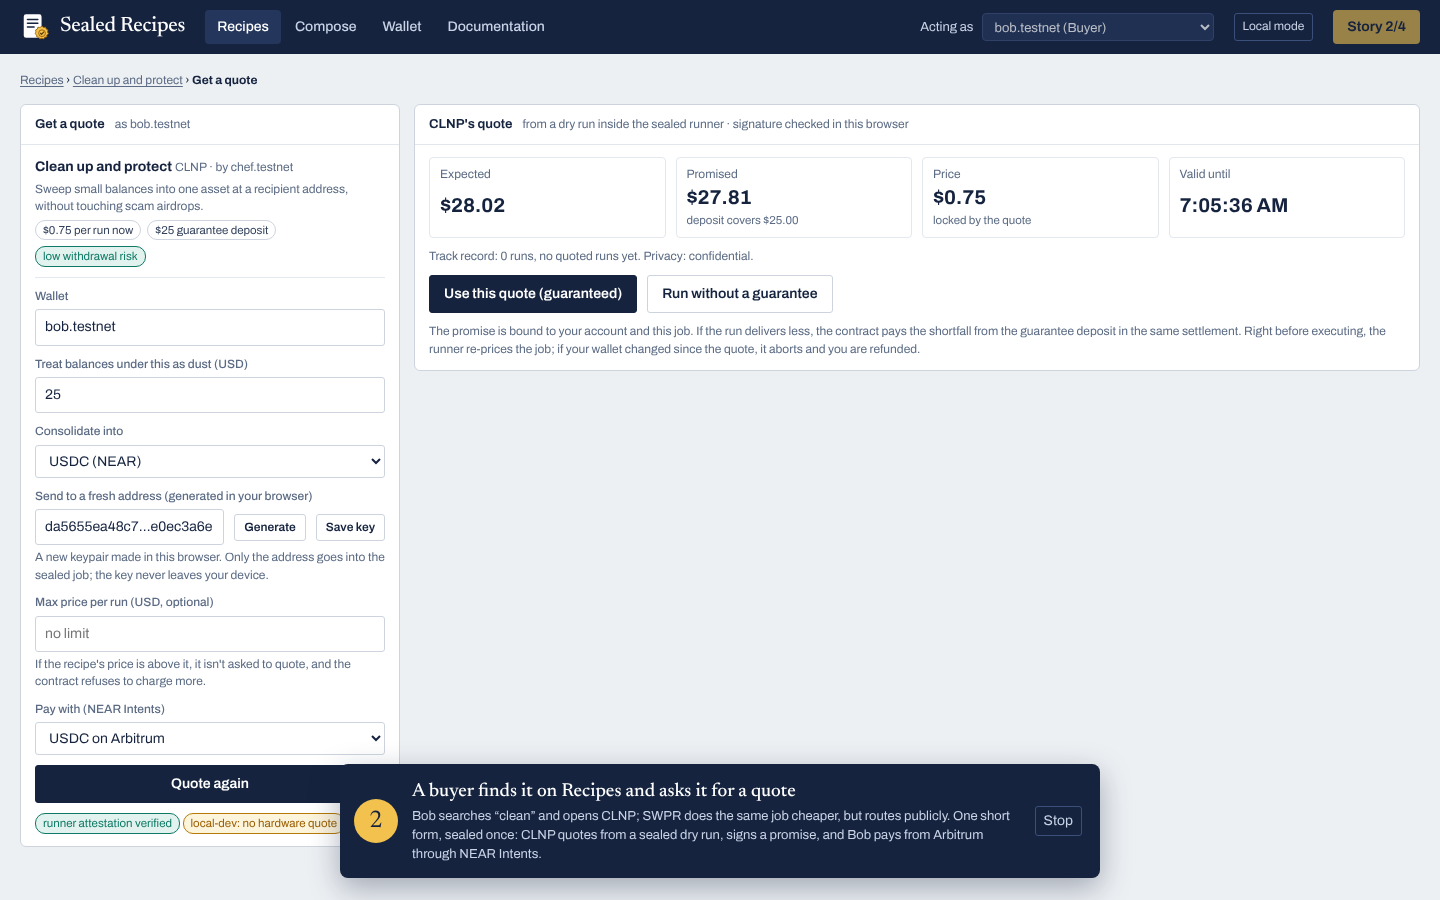 Sealed Recipes
Recipes
Compose
Wallet
Documentation
Acting as
bob.testnet (Buyer)
Local mode
Story 2/4
Recipes › Clean up and protect › Get a quote
Get a quote as bob.testnet
Clean up and protect CLNP · by chef.testnet
Sweep small balances into one asset at a recipient address,
without touching scam airdrops.
$0.75 per run now
$25 guarantee deposit
low withdrawal risk
Wallet
bob.testnet
Treat balances under this as dust (USD)
25
Consolidate into
USDC (NEAR)
Send to a fresh address (generated in your browser)
da5655ea48c7...e0ec3a6e
Generate
Save key
A new keypair made in this browser. Only the address goes into the
sealed job; the key never leaves your device.
Max price per run (USD, optional)
no limit
If the recipe's price is above it, it isn't asked to quote, and the
contract refuses to charge more.
Pay with (NEAR Intents)
USDC on Arbitrum
Quote again
runner attestation verified
local-dev: no hardware quote
CLNP's quote from a dry run inside the sealed runner · signature checked in this browser
Expected
$28.02
Promised
$27.81
deposit covers $25.00
Price
$0.75
locked by the quote
Valid until
7:05:36 AM
Track record: 0 runs, no quoted runs yet. Privacy: confidential.
Use this quote (guaranteed)
Run without a guarantee
The promise is bound to your account and this job. If the run delivers less, the contract pays the shortfall from the guarantee deposit in the same settlement. Right before executing, the
runner re-prices the job; if your wallet changed since the quote, it aborts and you are refunded.
2
A buyer finds it on Recipes and asks it for a quote
Bob searches “clean” and opens CLNP; SWPR does the same job cheaper, but routes publicly. One short
form, sealed once: CLNP quotes from a sealed dry run, signs a promise, and Bob pays from Arbitrum
through NEAR Intents.
Stop